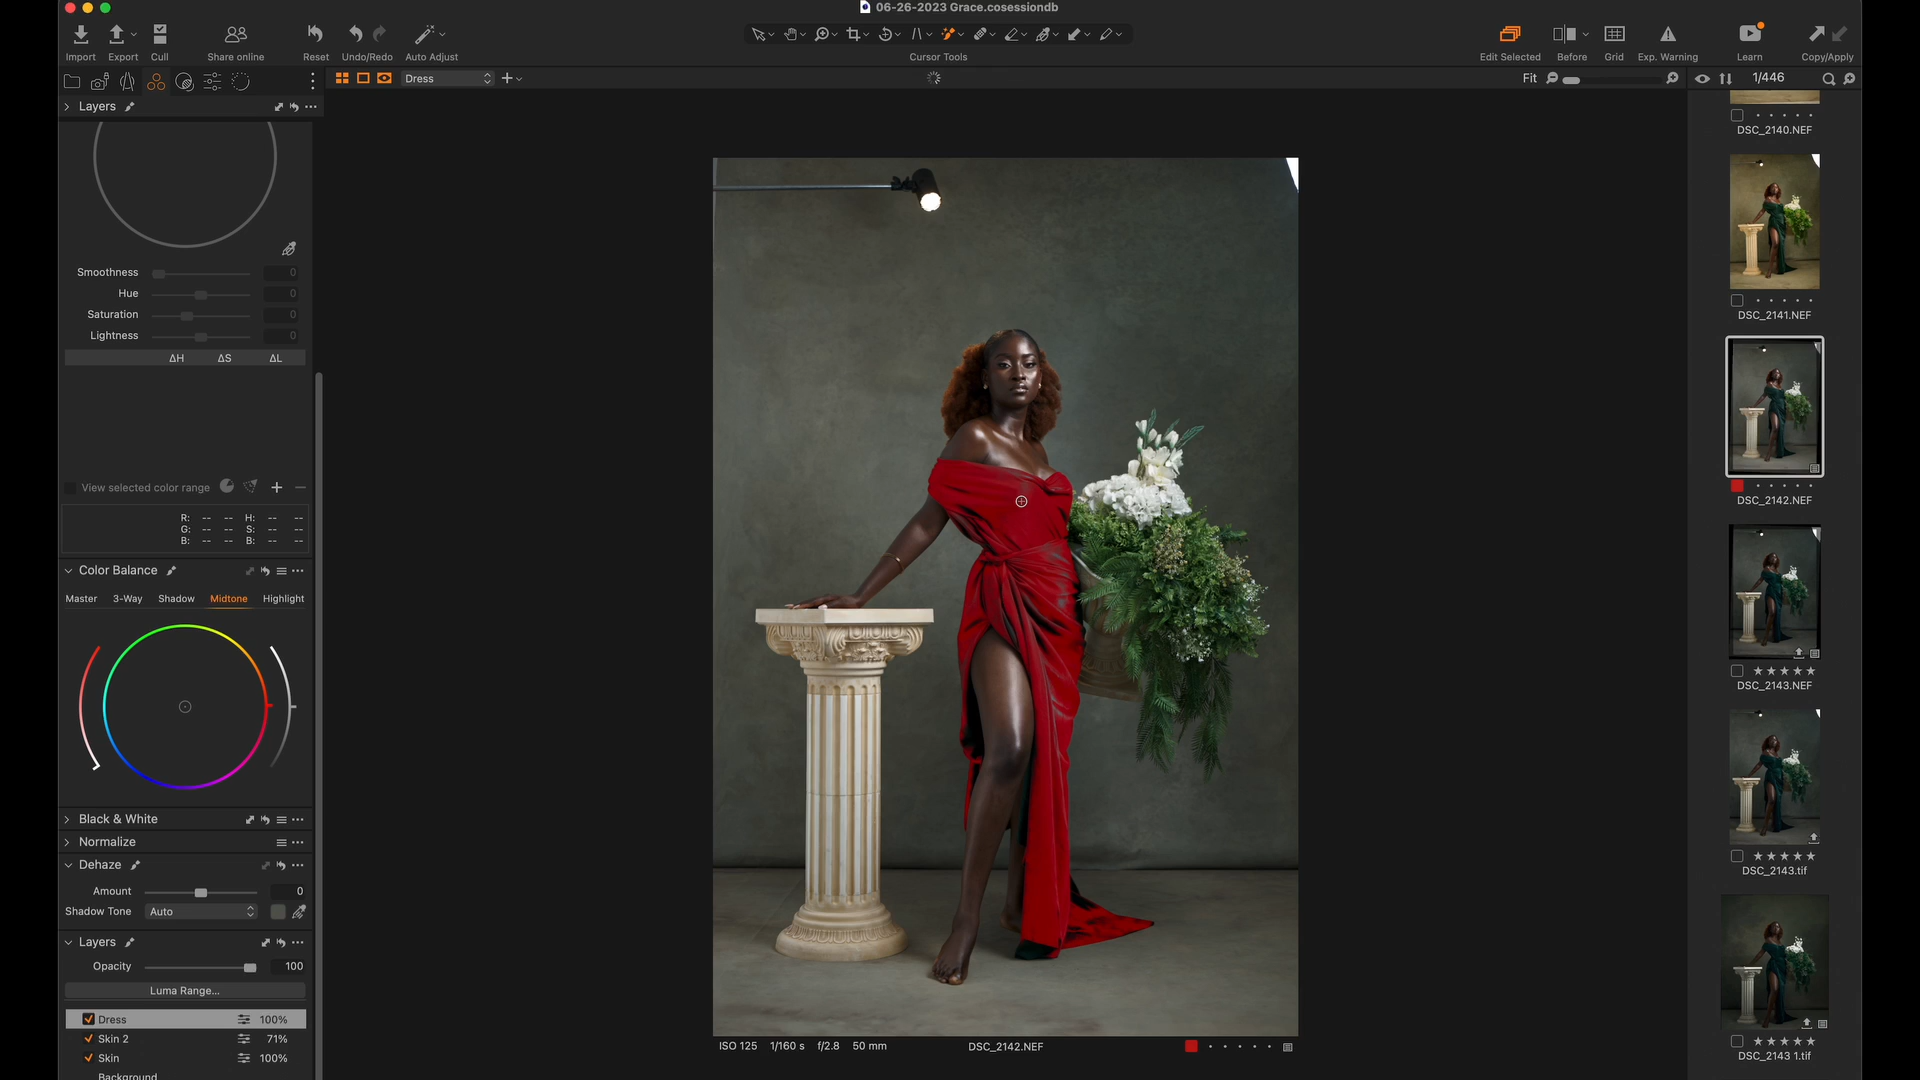 06-26-2023 Grace.cosessiondb
Import Export Cull Share online Reset Undo/Redo Auto Adjust Cursor Tools Edit Selected Before Grid Exp. Warning Learn Copy/Apply
Dress Fit 1/446
Layers
Smoothness 0
Hue 0
Saturation 0
Lightness 0
ΔH ΔS ΔL
View selected color range
R: -- -- H: -- --
G: -- -- S: -- --
B: -- -- B: -- --
Color Balance
Master 3-Way Shadow Midtone Highlight
Black & White
Normalize
Dehaze
Amount 0
Shadow Tone Auto
Layers
Opacity 100
Luma Range...
Dress 100%
Skin 2 71%
Skin 100%
Background
ISO 125 1/160 s f/2.8 50 mm DSC_2142.NEF
DSC_2140.NEF
DSC_2141.NEF
DSC_2142.NEF
DSC_2143.NEF
DSC_2143.tif
DSC_2143 1.tif